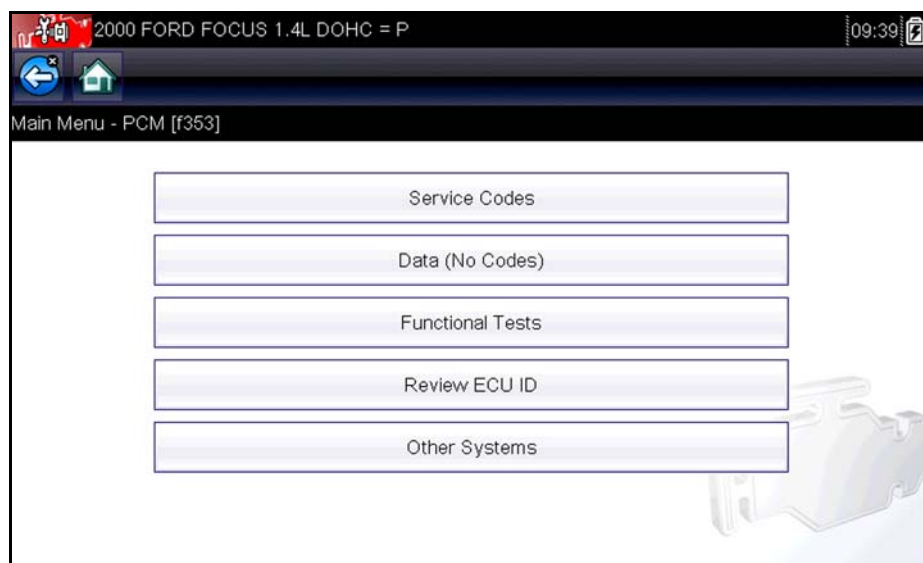 2000 FORD FOCUS 1.4L DOHC = P
09:39
Main Menu - PCM [f353]
Service Codes
Data (No Codes)
Functional Tests
Review ECU ID
Other Systems